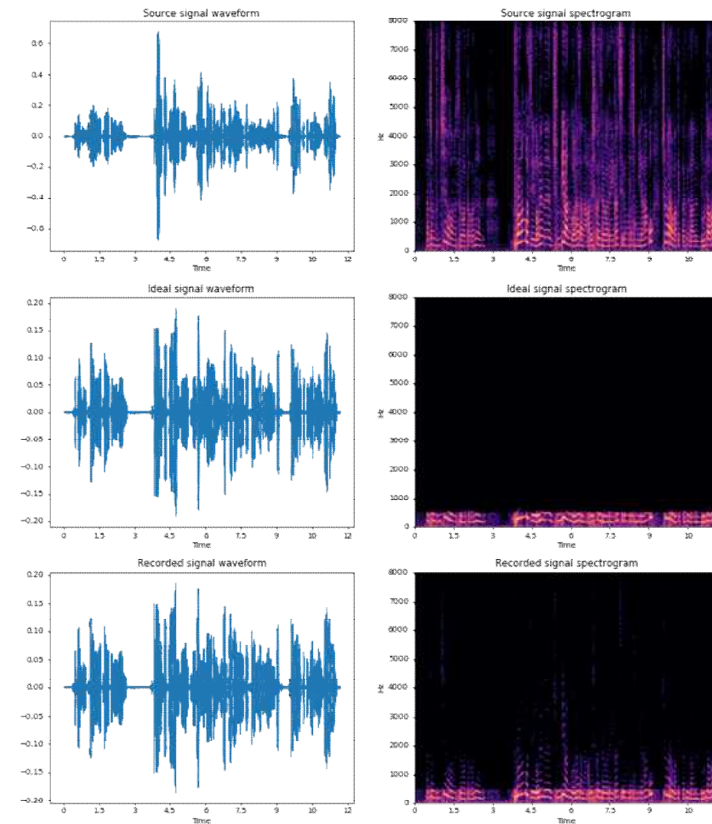 Source signal waveform
0.6
0.4
0.2
0.0
−0.2
−0.4
−0.6
0 1.5 3 4.5 6 7.5 9 10 12
Time
Source signal spectrogram
8000
7000
6000
5000
4000
3000
2000
1000
0
Hz
0 1.5 3 4.5 6 7.5 9 10
Time
Ideal signal waveform
0.20
0.15
0.10
0.05
0.00
−0.05
−0.10
−0.15
−0.20
0 1.5 3 4.5 6 7.5 9 10 12
Time
Ideal signal spectrogram
8000
7000
6000
5000
4000
3000
2000
1000
0
Hz
0 1.5 3 4.5 6 7.5 9 10
Time
Recorded signal waveform
0.20
0.15
0.10
0.05
0.00
−0.05
−0.10
−0.15
−0.20
0 1.5 3 4.5 6 7.5 9 10 12
Time
Recorded signal spectrogram
8000
7000
6000
5000
4000
3000
2000
1000
0
Hz
0 1.5 3 4.5 6 7.5 9 10
Time